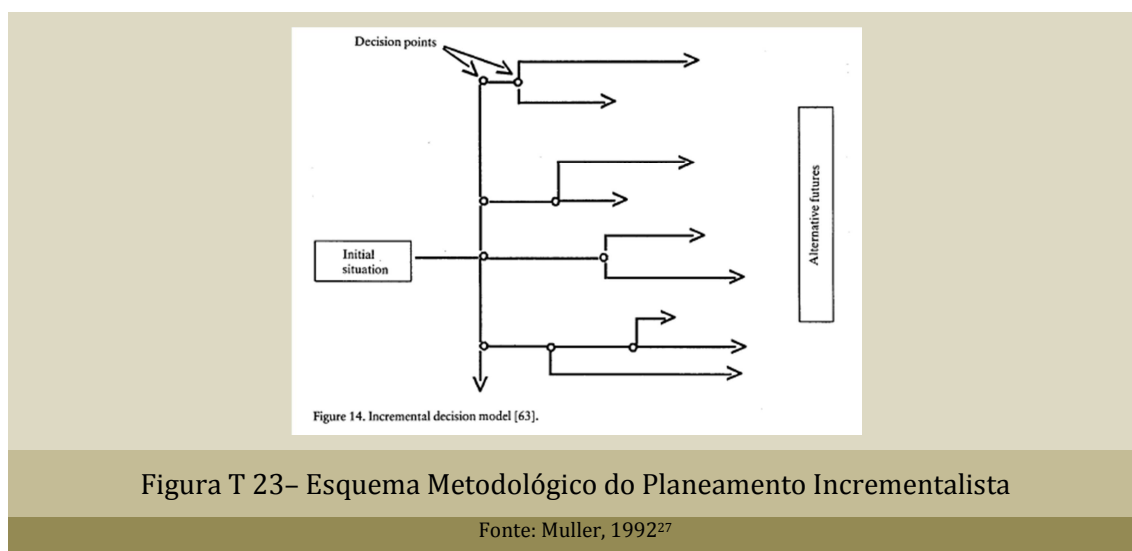 Decision points
Initial
situation
Alternative futures
Figure 14. Incremental decision model [63].
Figura T 23– Esquema Metodológico do Planeamento Incrementalista
Fonte: Muller, 1992²⁷